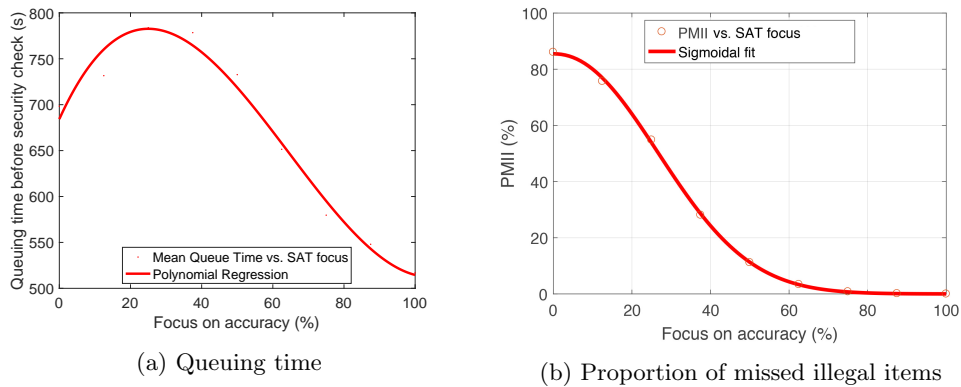 Queuing time before security check (s)
800
750
700
650
600
550
500
Mean Queue Time vs. SAT focus
Polynomial Regression
0 20 40 60 80 100
Focus on accuracy (%)
(a) Queuing time
PMII (%)
100
80
60
40
20
0
PMII vs. SAT focus
Sigmoidal fit
0 20 40 60 80 100
Focus on accuracy (%)
(b) Proportion of missed illegal items